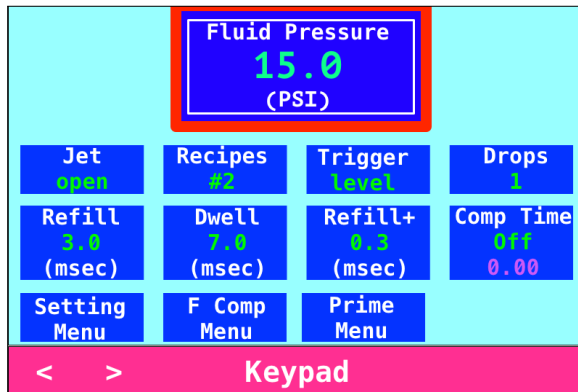 Fluid Pressure
15.0
(PSI)
Jet
open
Recipes
#2
Trigger
level
Drops
1
Refill
3.0
(msec)
Dwell
7.0
(msec)
Refill+
0.3
(msec)
Comp Time
Off
0.00
Setting
Menu
F Comp
Menu
Prime
Menu
< > Keypad